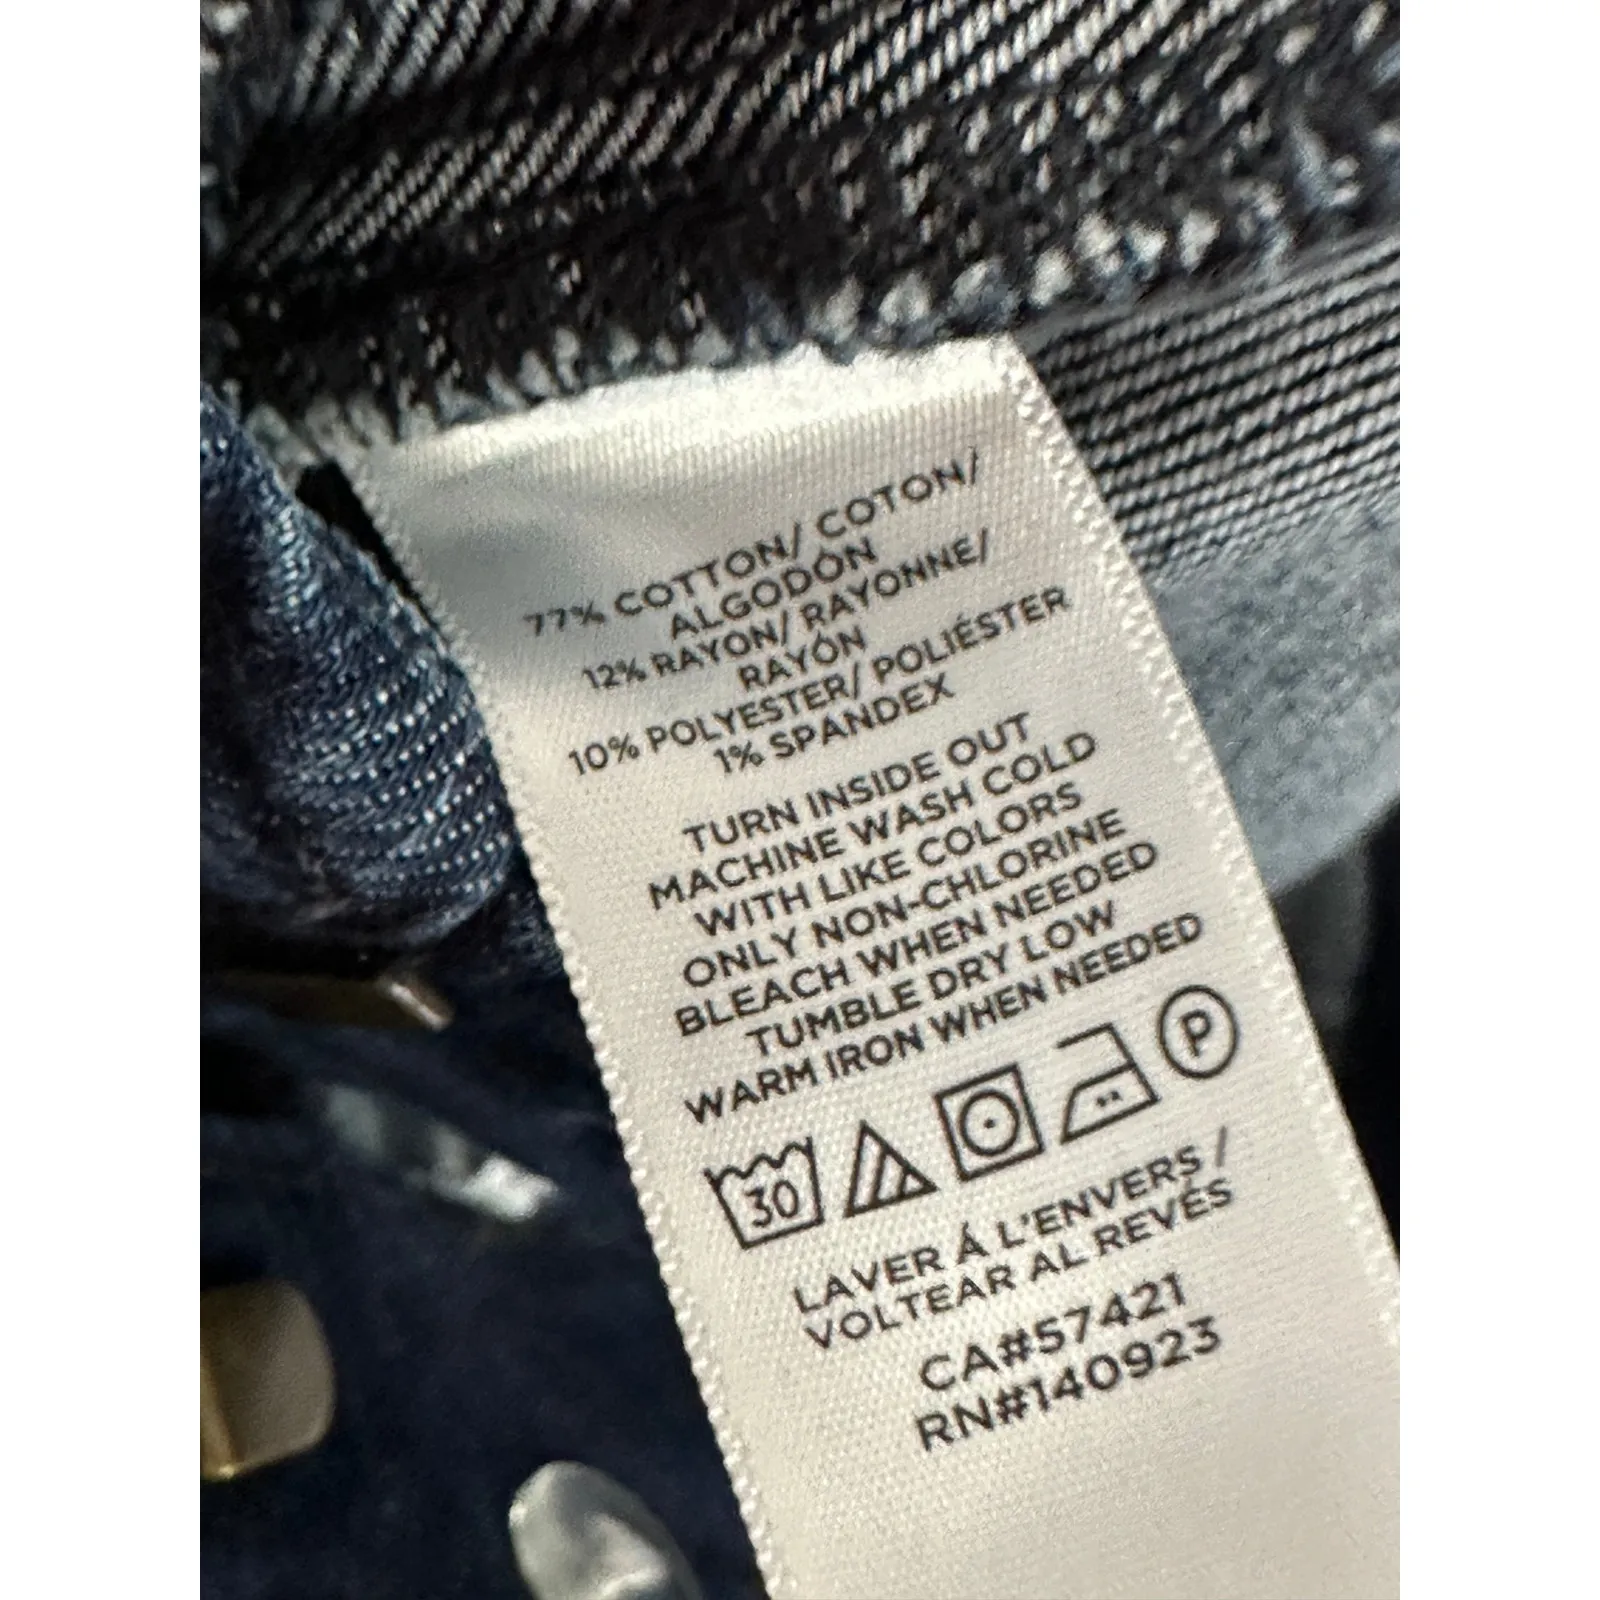 77% COTTON/ COTON/
ALGODÓN
12% RAYON/ RAYONNE/
RAYÓN
10% POLYESTER/ POLIÉSTER
1% SPANDEX
TURN INSIDE OUT
MACHINE WASH COLD
WITH LIKE COLORS
ONLY NON-CHLORINE
BLEACH WHEN NEEDED
TUMBLE DRY LOW
WARM IRON WHEN NEEDED
30 P
LAVER Á L'ENVERS /
VOLTEAR AL REVÉS
CA#57421
RN#140923